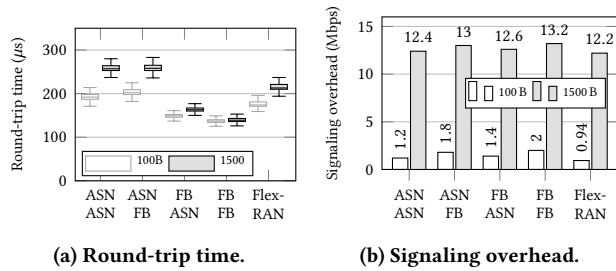 Round-trip time (µs)
300
200
100
0
100B
1500
ASN
ASN
ASN
FB
FB
ASN
FB
FB
Flex-
RAN
(a) Round-trip time.
Signaling overhead (Mbps)
15
10
5
0
12.4
13
12.6
13.2
12.2
100 B
1500 B
1.2
1.8
1.4
2
0.94
ASN
ASN
ASN
FB
FB
ASN
FB
FB
Flex-
RAN
(b) Signaling overhead.